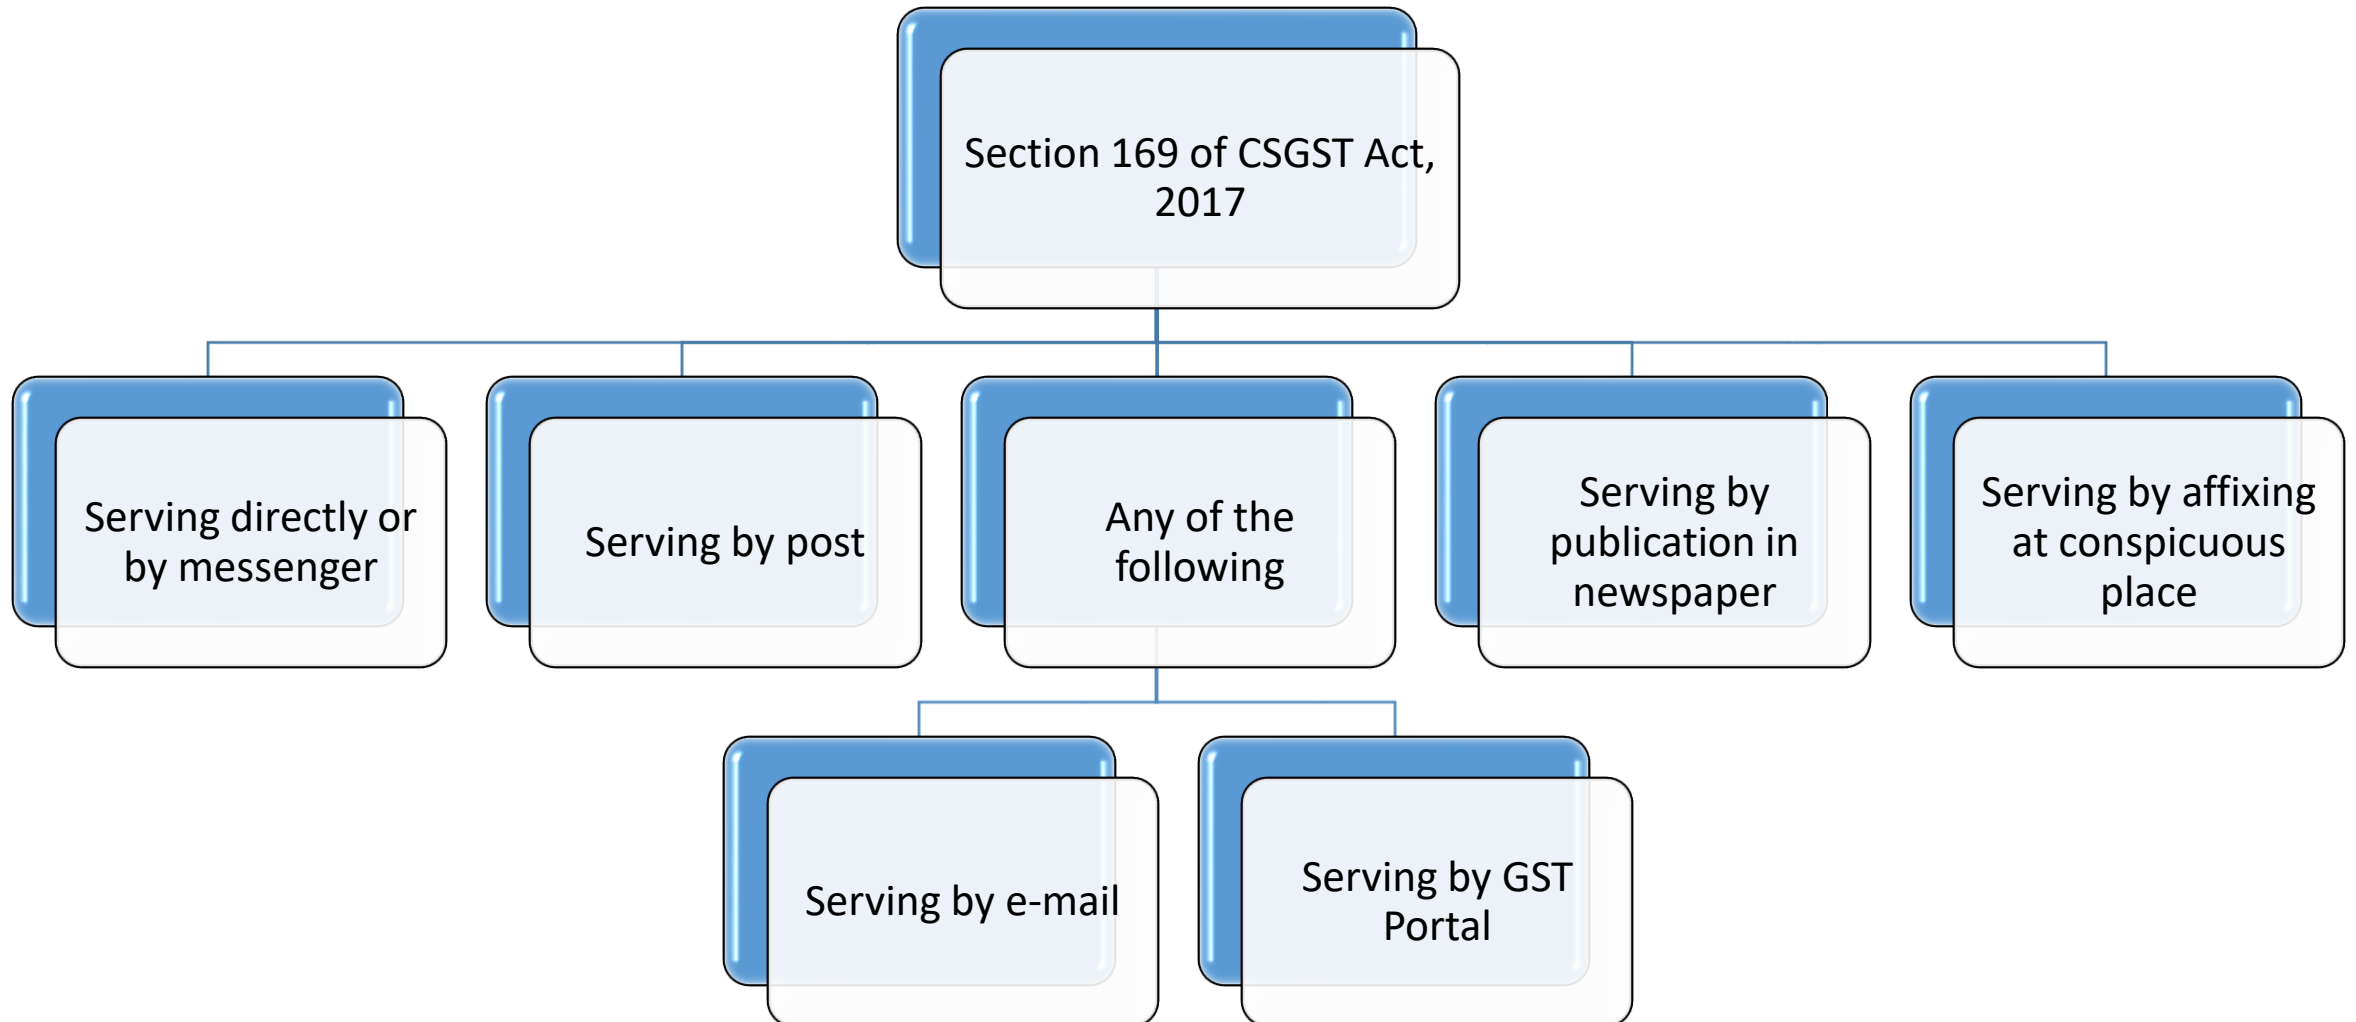 Section 169 of CSGST Act,
2017
Serving directly or
by messenger
Serving by post
Any of the
following
Serving by
publication in
newspaper
Serving by affixing
at conspicuous
place
Serving by e-mail
Serving by GST
Portal